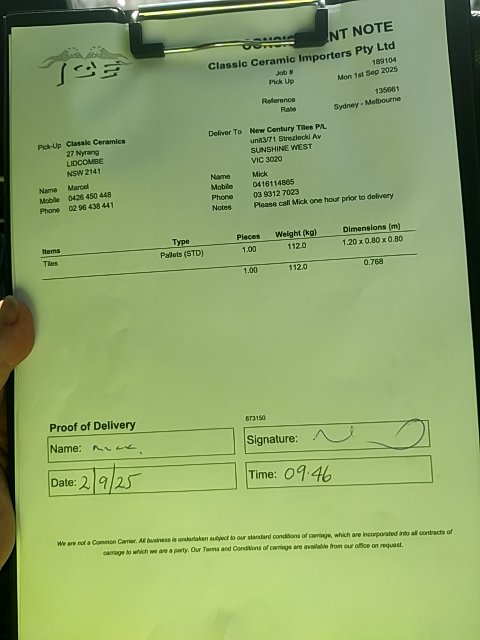 CONSIGNMENT NOTE
Classic Ceramic Importers Pty Ltd
Job # 189104
Pick Up Mon 1st Sep 2025
Reference 135661
Rate Sydney - Melbourne
Pick-Up Classic Ceramics
27 Nyrang
LIDCOMBE
NSW 2141
Name Marcel
Mobile 0426 450 448
Phone 02 96 438 441
Deliver To New Century Tiles P/L
unit3/71 Strezlecki Av
SUNSHINE WEST
VIC 3020
Name Mick
Mobile 0416114865
Phone 03 9312 7023
Notes Please call Mick one hour prior to delivery
Items Type Pieces Weight (kg) Dimensions (m)
Tiles Pallets (STD) 1.00 112.0 1.20 x 0.80 x 0.80
1.00 112.0 0.768
Proof of Delivery
873150
Name: Mick.
Signature:
Date: 2/9/25
Time: 09:46
We are not a Common Carrier. All business is undertaken subject to our standard conditions of carriage, which are incorporated into all contracts of
carriage to which we are a party. Our Terms and Conditions of carriage are available from our office on request.